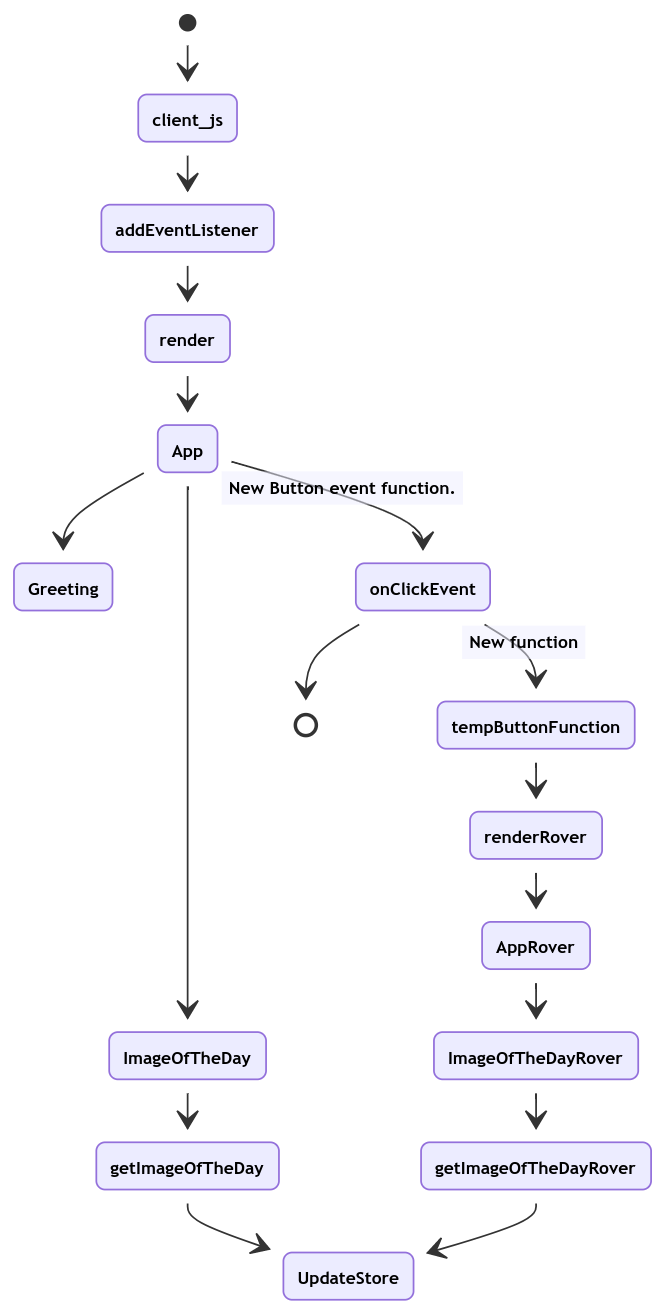 client_js
addEventListener
render
App
New Button event function.
Greeting
onClickEvent
New function
tempButtonFunction
renderRover
AppRover
ImageOfTheDay
ImageOfTheDayRover
getImageOfTheDay
getImageOfTheDayRover
UpdateStore